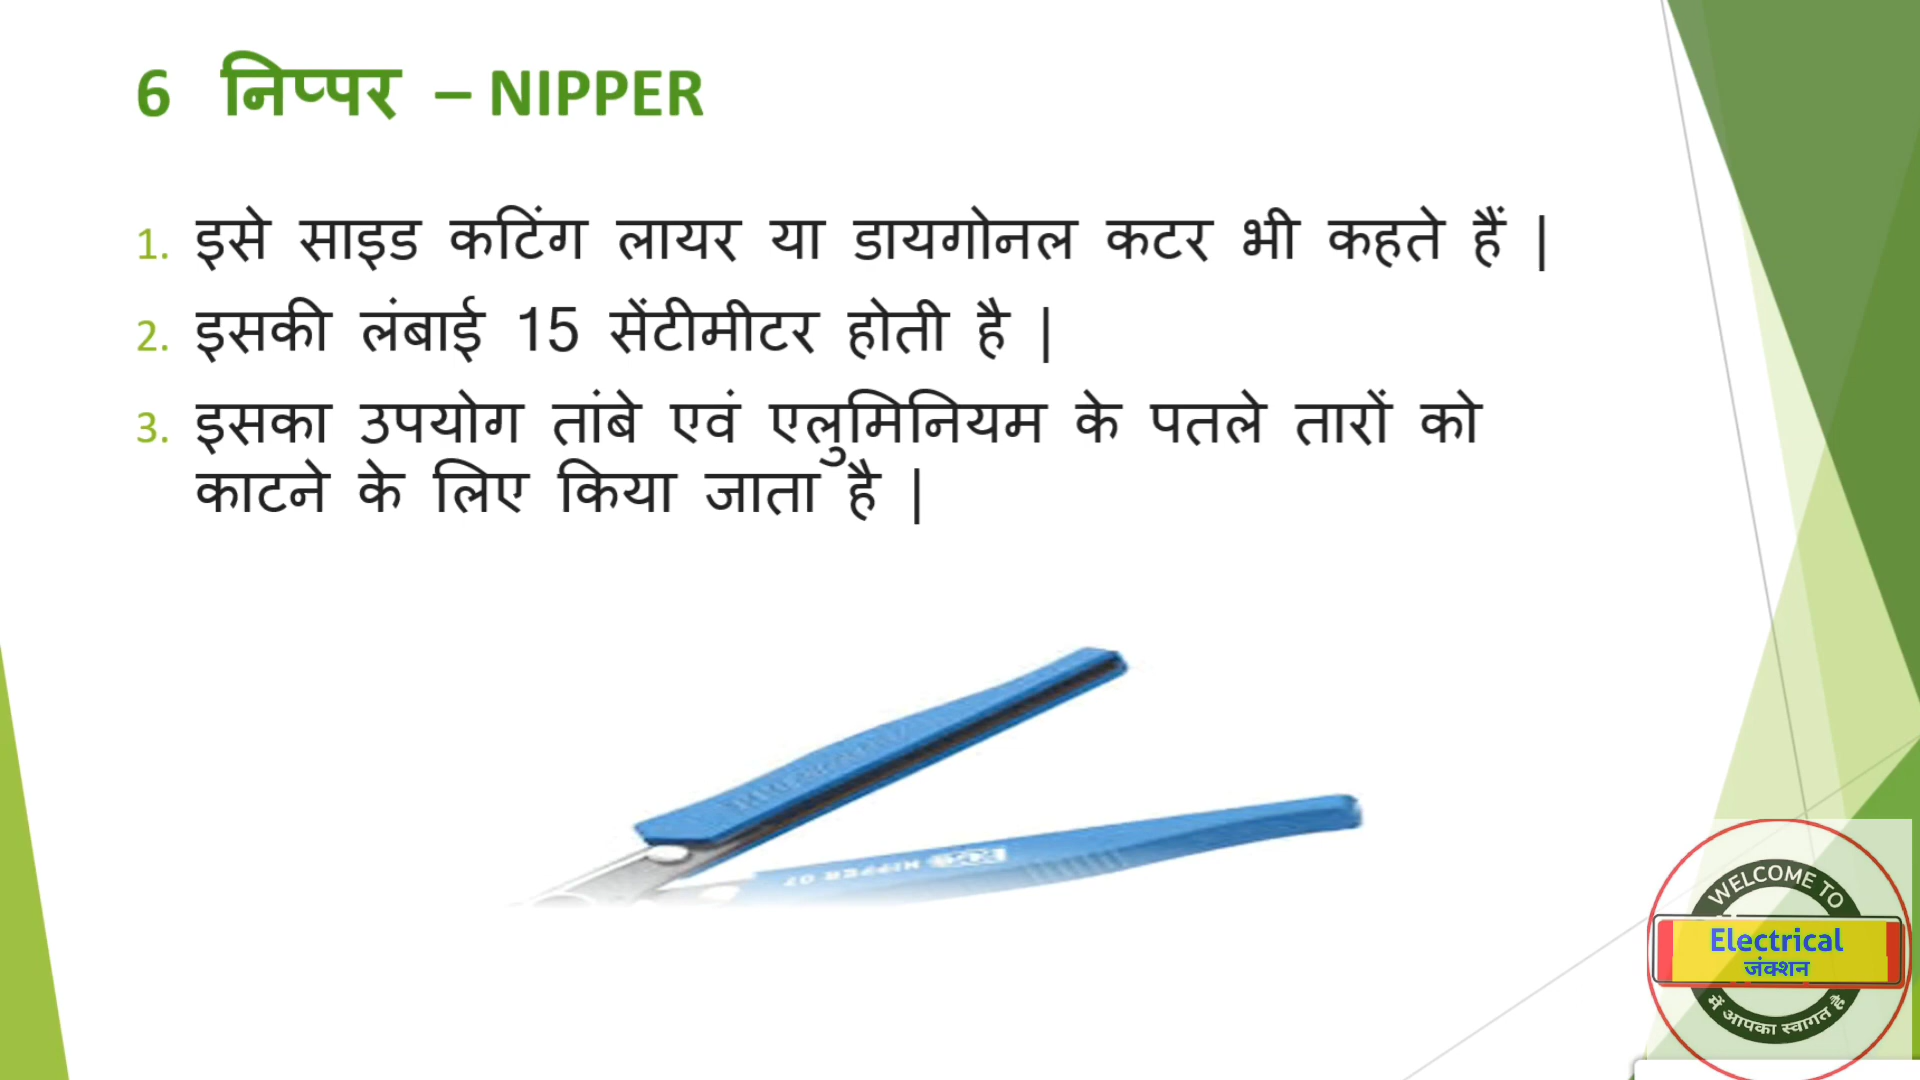 6 निप्पर – NIPPER
1. इसे साइड कटिंग लायर या डायगोनल कटर भी कहते हैं |
2. इसकी लंबाई 15 सेंटीमीटर होती है |
3. इसका उपयोग तांबे एवं एलुमिनियम के पतले तारों को
काटने के लिए किया जाता है |
NIPPER 07
WELCOME TO
Electrical
जंक्शन
में आपका स्वागत है